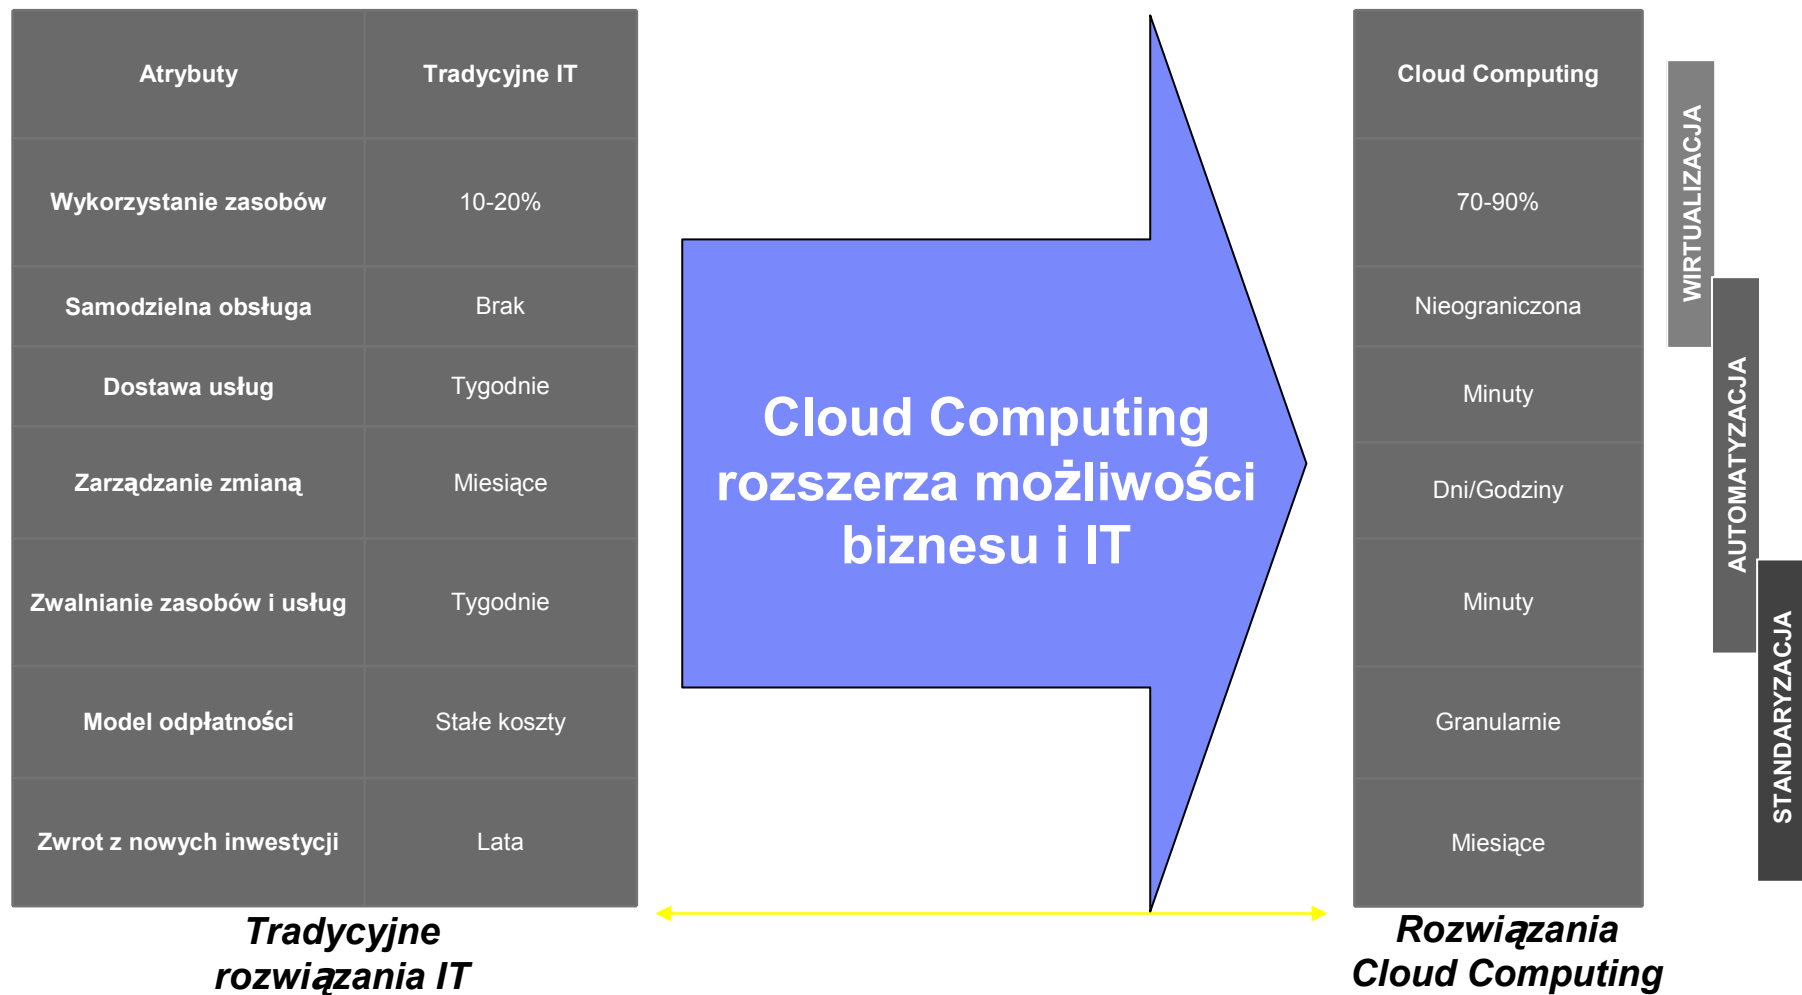 Atrybuty
Tradycyjne IT
Wykorzystanie zasobów
10-20%
Samodzielna obsługa
Brak
Dostawa usług
Tygodnie
Zarządzanie zmianą
Miesiące
Zwalnianie zasobów i usług
Tygodnie
Model odpłatności
Stałe koszty
Zwrot z nowych inwestycji
Lata
Tradycyjne
rozwiązania IT
Cloud Computing
rozszerza możliwości
biznesu i IT
Cloud Computing
70-90%
Nieograniczona
Minuty
Dni/Godziny
Minuty
Granularnie
Miesiące
Rozwiązania
Cloud Computing
WIRTUALIZACJA
AUTOMATYZACJA
STANDARYZACJA